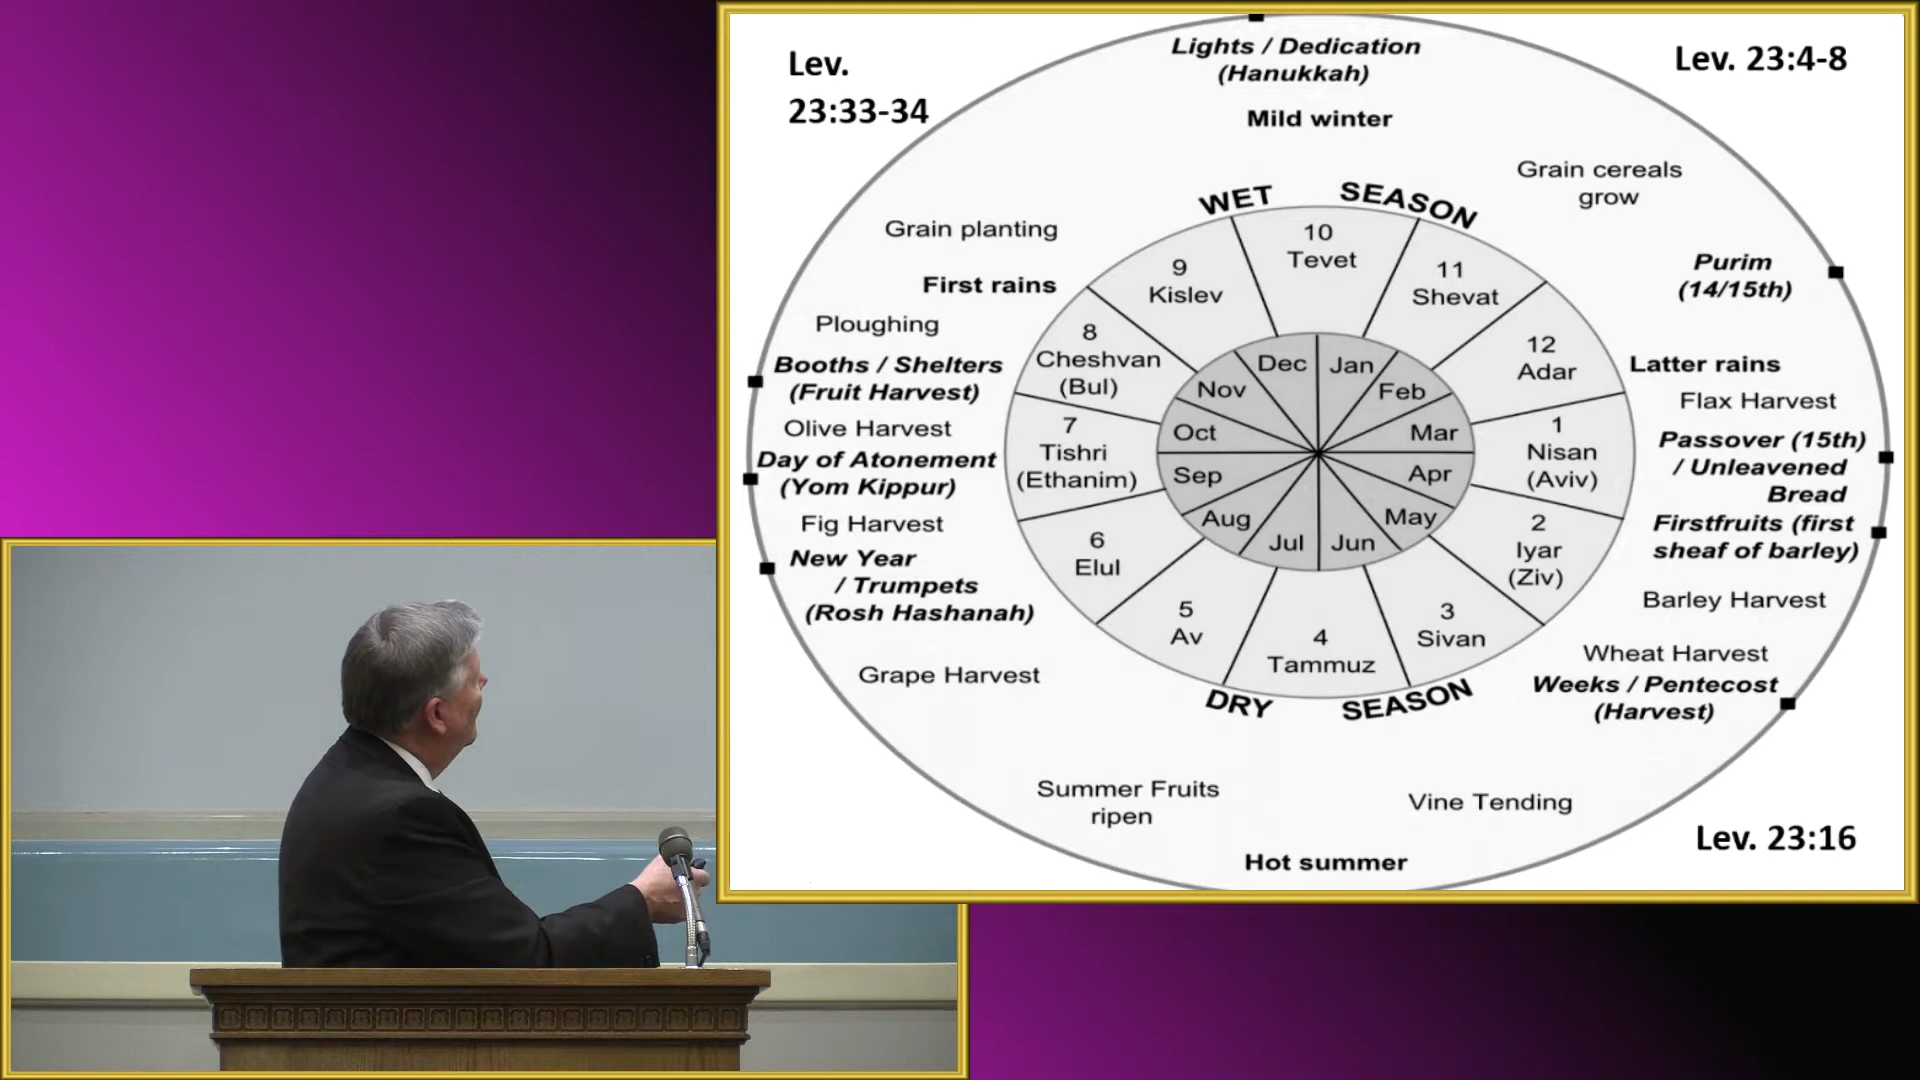 Lev.
23:33-34
Lev. 23:4-8
Lights / Dedication
(Hanukkah)
Mild winter
Grain cereals
grow
WET SEASON
Grain planting
First rains
Ploughing
Booths / Shelters
(Fruit Harvest)
Olive Harvest
Day of Atonement
(Yom Kippur)
Fig Harvest
New Year
/ Trumpets
(Rosh Hashanah)
Grape Harvest
10
Tevet
11
Shevat
12
Adar
1
Nisan
(Aviv)
2
Iyar
(Ziv)
3
Sivan
4
Tammuz
5
Av
6
Elul
7
Tishri
(Ethanim)
8
Cheshvan
(Bul)
9
Kislev
Jan
Feb
Mar
Apr
May
Jun
Jul
Aug
Sep
Oct
Nov
Dec
Purim
(14/15th)
Latter rains
Flax Harvest
Passover (15th)
/ Unleavened
Bread
Firstfruits (first
sheaf of barley)
Barley Harvest
Wheat Harvest
Weeks / Pentecost
(Harvest)
DRY SEASON
Summer Fruits
ripen
Vine Tending
Hot summer
Lev. 23:16